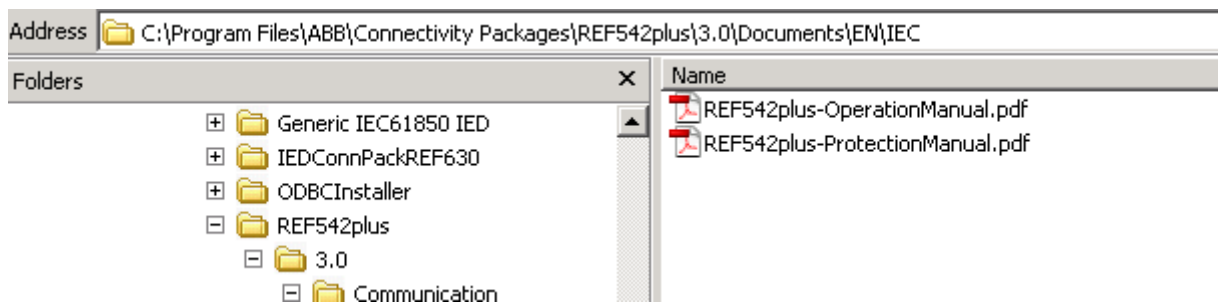 Address C:\Program Files\ABB\Connectivity Packages\REF542plus\3.0\Documents\EN\IEC
Folders
Generic IEC61850 IED
IEDConnPackREF630
ODBCInstaller
REF542plus
3.0
Communication
Name
REF542plus-OperationManual.pdf
REF542plus-ProtectionManual.pdf